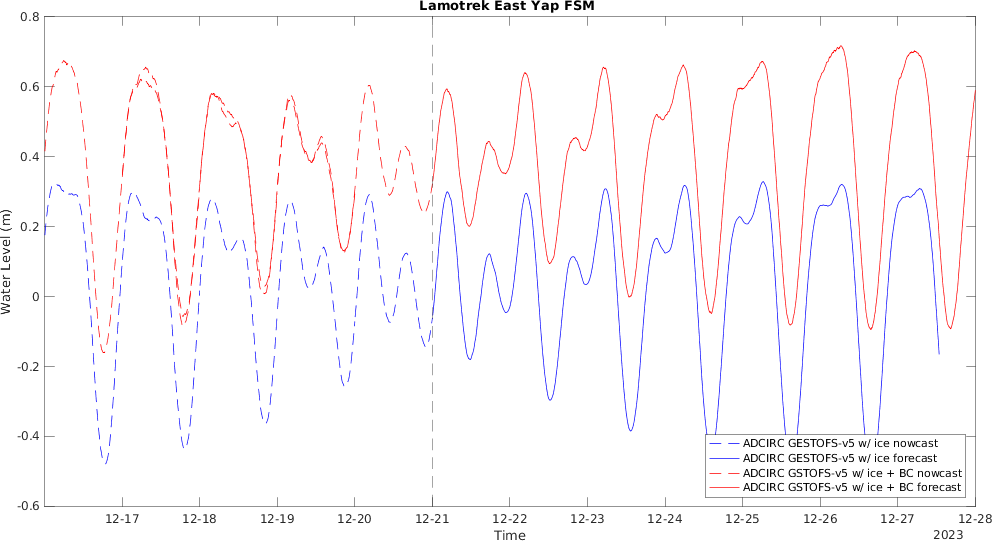 Lamotrek East Yap FSM
0.8
0.6
0.4
0.2
0
-0.2
-0.4
-0.6
Water Level (m)
ADCIRC GESTOFS-v5 w/ ice nowcast
ADCIRC GESTOFS-v5 w/ ice forecast
ADCIRC GSTOFS-v5 w/ ice + BC nowcast
ADCIRC GSTOFS-v5 w/ ice + BC forecast
12-17 12-18 12-19 12-20 12-21 12-22 12-23 12-24 12-25 12-26 12-27 12-28
Time
2023